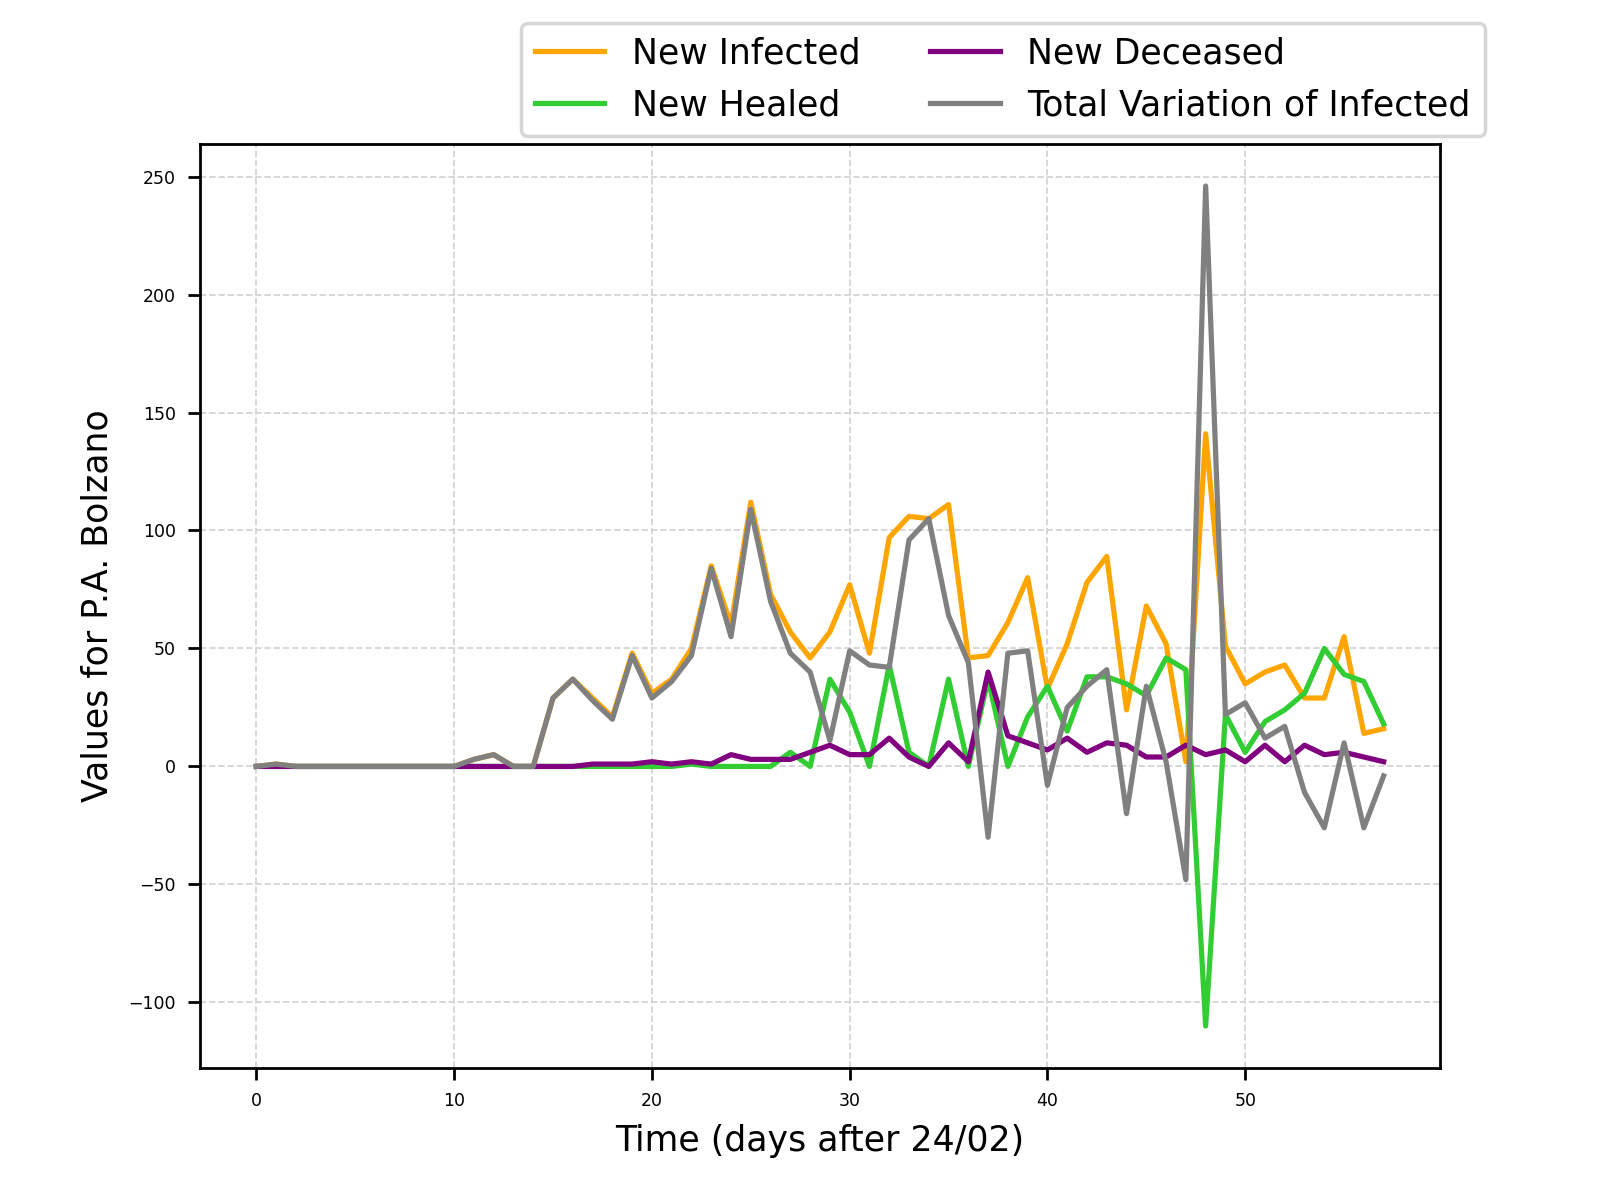 New Infected
New Healed
New Deceased
Total Variation of Infected
Values for P.A. Bolzano
250
200
150
100
50
0
−50
−100
0 10 20 30 40 50
Time (days after 24/02)